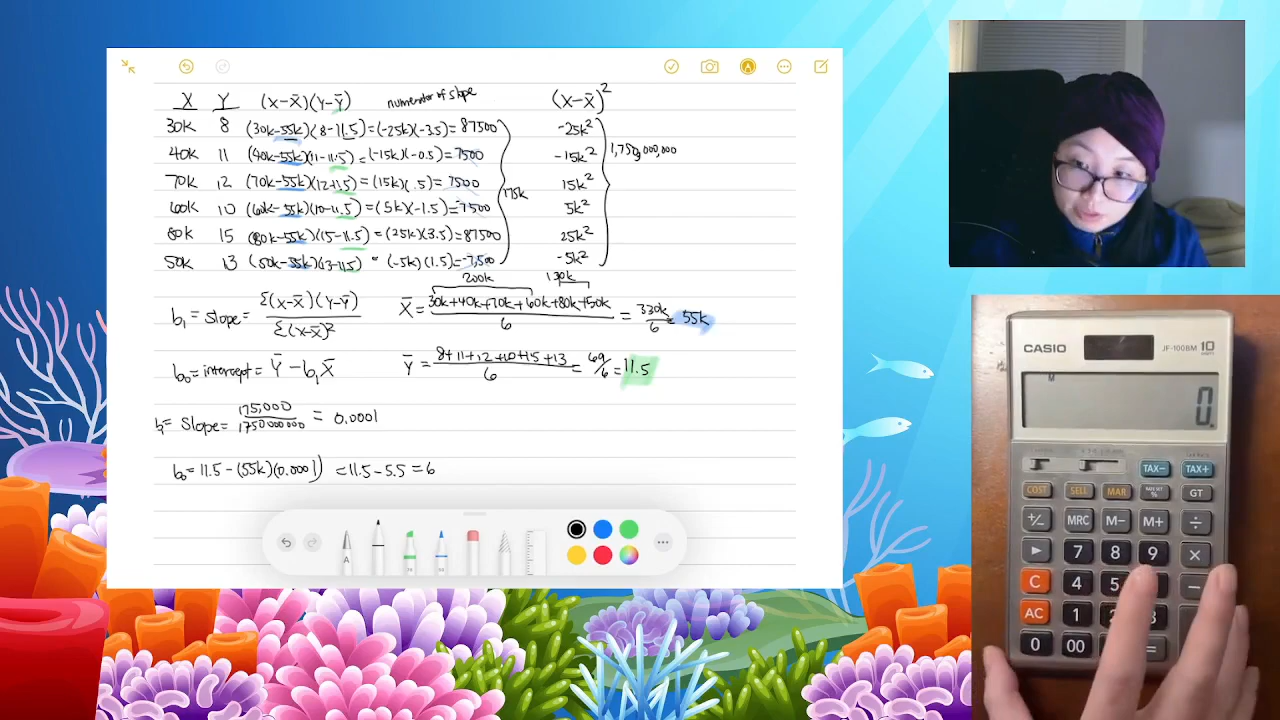 X Y (X-X̄)(Y-Ȳ) numerator of slope (X-X̄)²
30K 8 (30k-55k)(8-11.5)=(-25k)(-3.5)=87500 -25k²
40K 11 (40k-55k)(11-11.5)=(-15k)(-0.5)=7500 -15k² 1,750,000,000
70K 12 (70k-55k)(12-11.5)=(15k)(.5)=7500 15k²
175k
60K 10 (60k-55k)(10-11.5)=(5k)(-1.5)=-7500 5k²
80K 15 (80k-55k)(15-11.5)=(25k)(3.5)=87500 25k²
50K 13 (50k-55k)(13-11.5)=(-5k)(1.5)=-7,500 -5k²
200k 130k
b₁=slope= Σ(x-x̄)(y-ȳ) / Σ(x-x̄)² X̄= 30k+40k+70k+60k+80k+50k / 6 = 330k / 6 = 55k
b₀=intercept= Ȳ-b₁X̄ Ȳ= 8+11+12+10+15+13 / 6 = 69/6=11.5
b₁= Slope= 175,000 / 1750000000 = 0.0001
b₀=11.5-(55k)(0.0001)=11.5-5.5=6
CASIO JF-100BM 10
M 0.
TAX- TAX+
COST SELL MAR % GT
+/- MRC M- M+ ÷
▶ 7 8 9 ×
C 4 5 −
AC 1
0 00 =